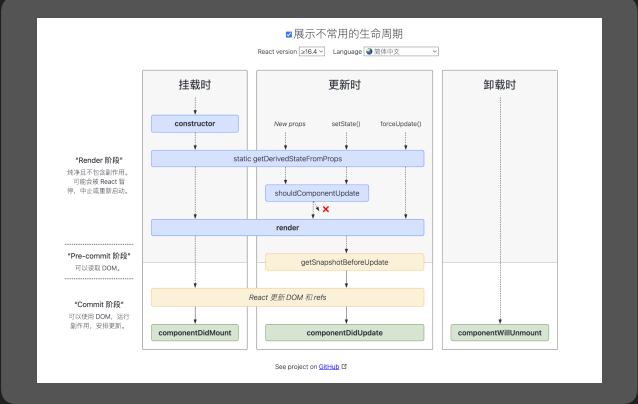 展示不常用的生命周期
React version ≥16.4 Language 简体中文
挂载时 更新时 卸载时
constructor New props setState() forceUpdate()
"Render 阶段"
纯净且不包含副作用。
可能会被 React 暂
停，中止或重新启动。
static getDerivedStateFromProps
shouldComponentUpdate
render
"Pre-commit 阶段"
可以读取 DOM。
getSnapshotBeforeUpdate
"Commit 阶段"
可以使用 DOM，运行
副作用，安排更新。
React 更新 DOM 和 refs
componentDidMount componentDidUpdate componentWillUnmount
See project on GitHub